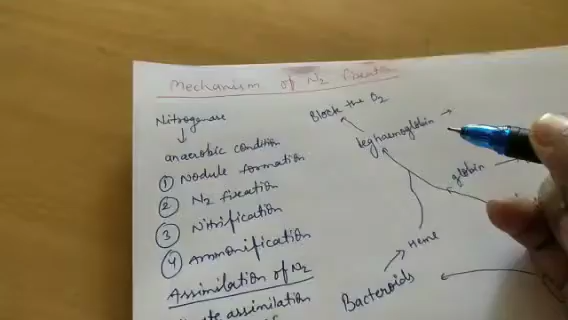 Mechanism of N2 fixation
Nitrogenase
↓
anaerobic condition
① Nodule formation
② N2 fixation
③ Nitrification
④ Ammonification
Assimilation of N2
assimilation
Block the O2
leghaemoglobin →
globin
Heme
Bacteroids